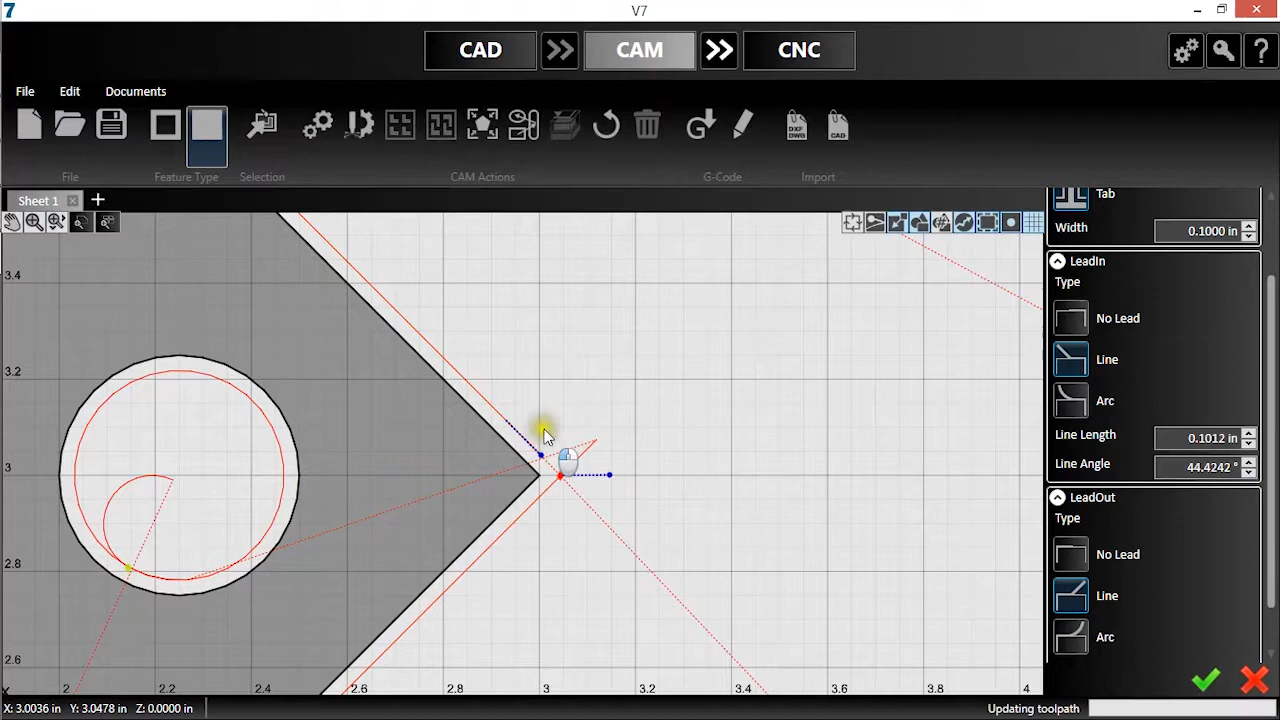 7
V7
CAD
CAM
CNC
File Edit Documents
File Feature Type Selection CAM Actions G-Code Import
DXF
DWG
CAD
Sheet 1
Tab
Width 0.1000 in
LeadIn
Type
No Lead
Line
Arc
Line Length 0.1012 in
Line Angle 44.4242 °
LeadOut
Type
No Lead
Line
Arc
3.4
3.2
3
2.8
2.6
2 2.2 2.4 2.6 2.8 3 3.2 3.4 3.6 3.8 4
X: 3.0036 in Y: 3.0478 in Z: 0.0000 in
Updating toolpath